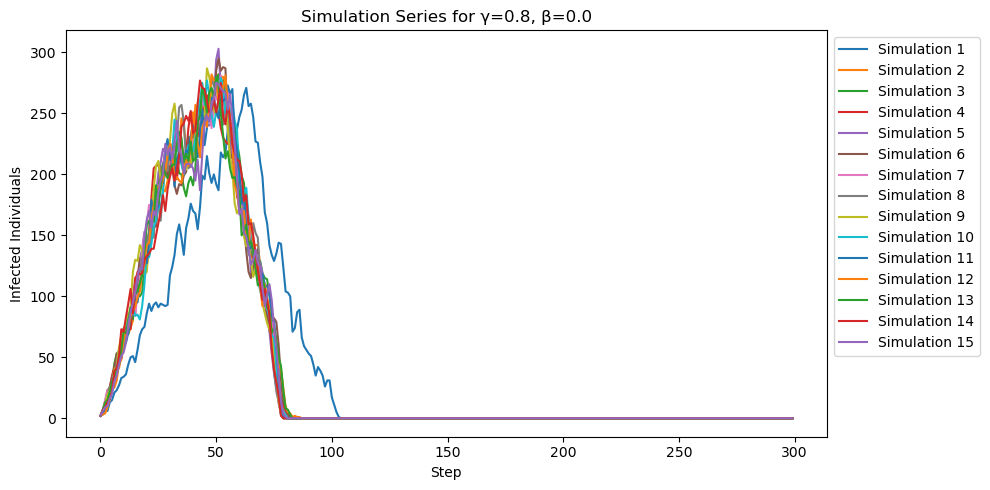 Simulation Series for γ=0.8, β=0.0
Infected Individuals
300
250
200
150
100
50
0
0 50 100 150 200 250 300
Step
Simulation 1
Simulation 2
Simulation 3
Simulation 4
Simulation 5
Simulation 6
Simulation 7
Simulation 8
Simulation 9
Simulation 10
Simulation 11
Simulation 12
Simulation 13
Simulation 14
Simulation 15